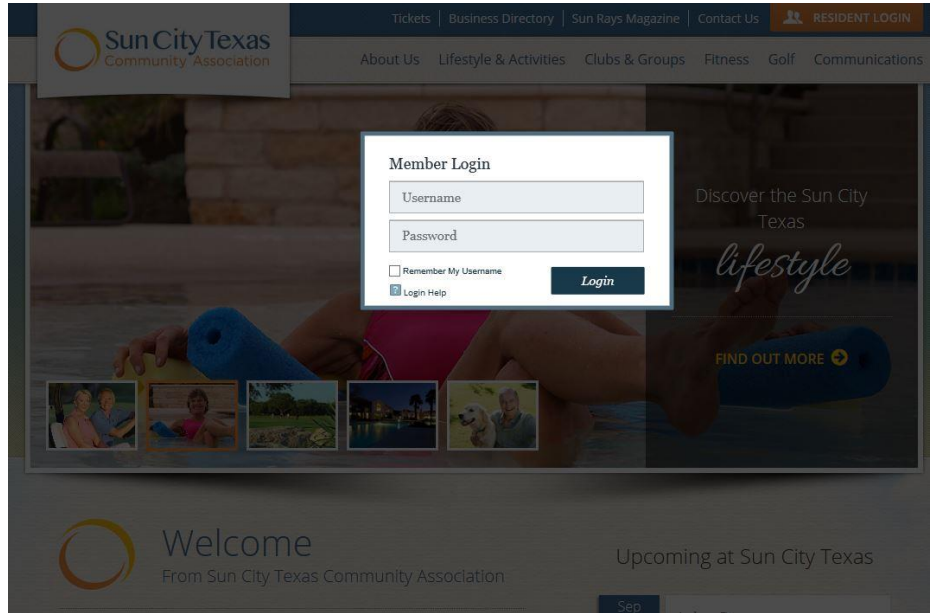 Tickets | Business Directory | Sun Rays Magazine | Contact Us RESIDENT LOGIN
Sun City Texas
Community Association
About Us Lifestyle & Activities Clubs & Groups Fitness Golf Communications
Member Login
Username
Password
Remember My Username
? Login Help
Login
Discover the Sun City
Texas
lifestyle
FIND OUT MORE
Welcome
From Sun City Texas Community Association
Upcoming at Sun City Texas
Sep